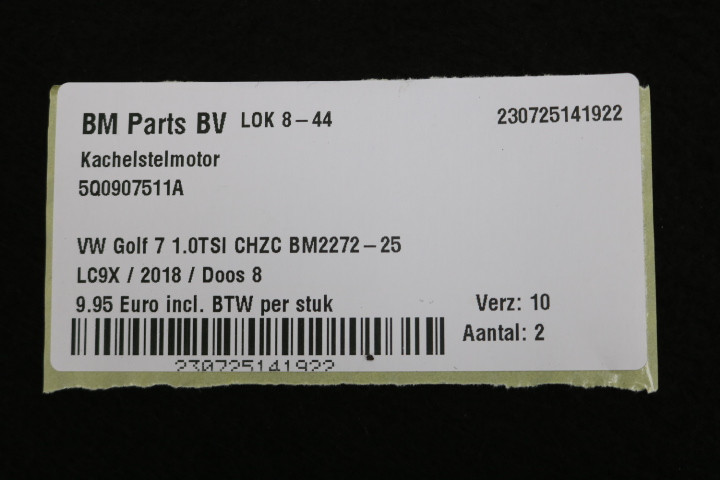 BM Parts BV LOK 8-44 230725141922
Kachelstelmotor
5Q0907511A
VW Golf 7 1.0TSI CHZC BM2272-25
LC9X / 2018 / Doos 8
9.95 Euro incl. BTW per stuk Verz: 10
Aantal: 2
230725141922